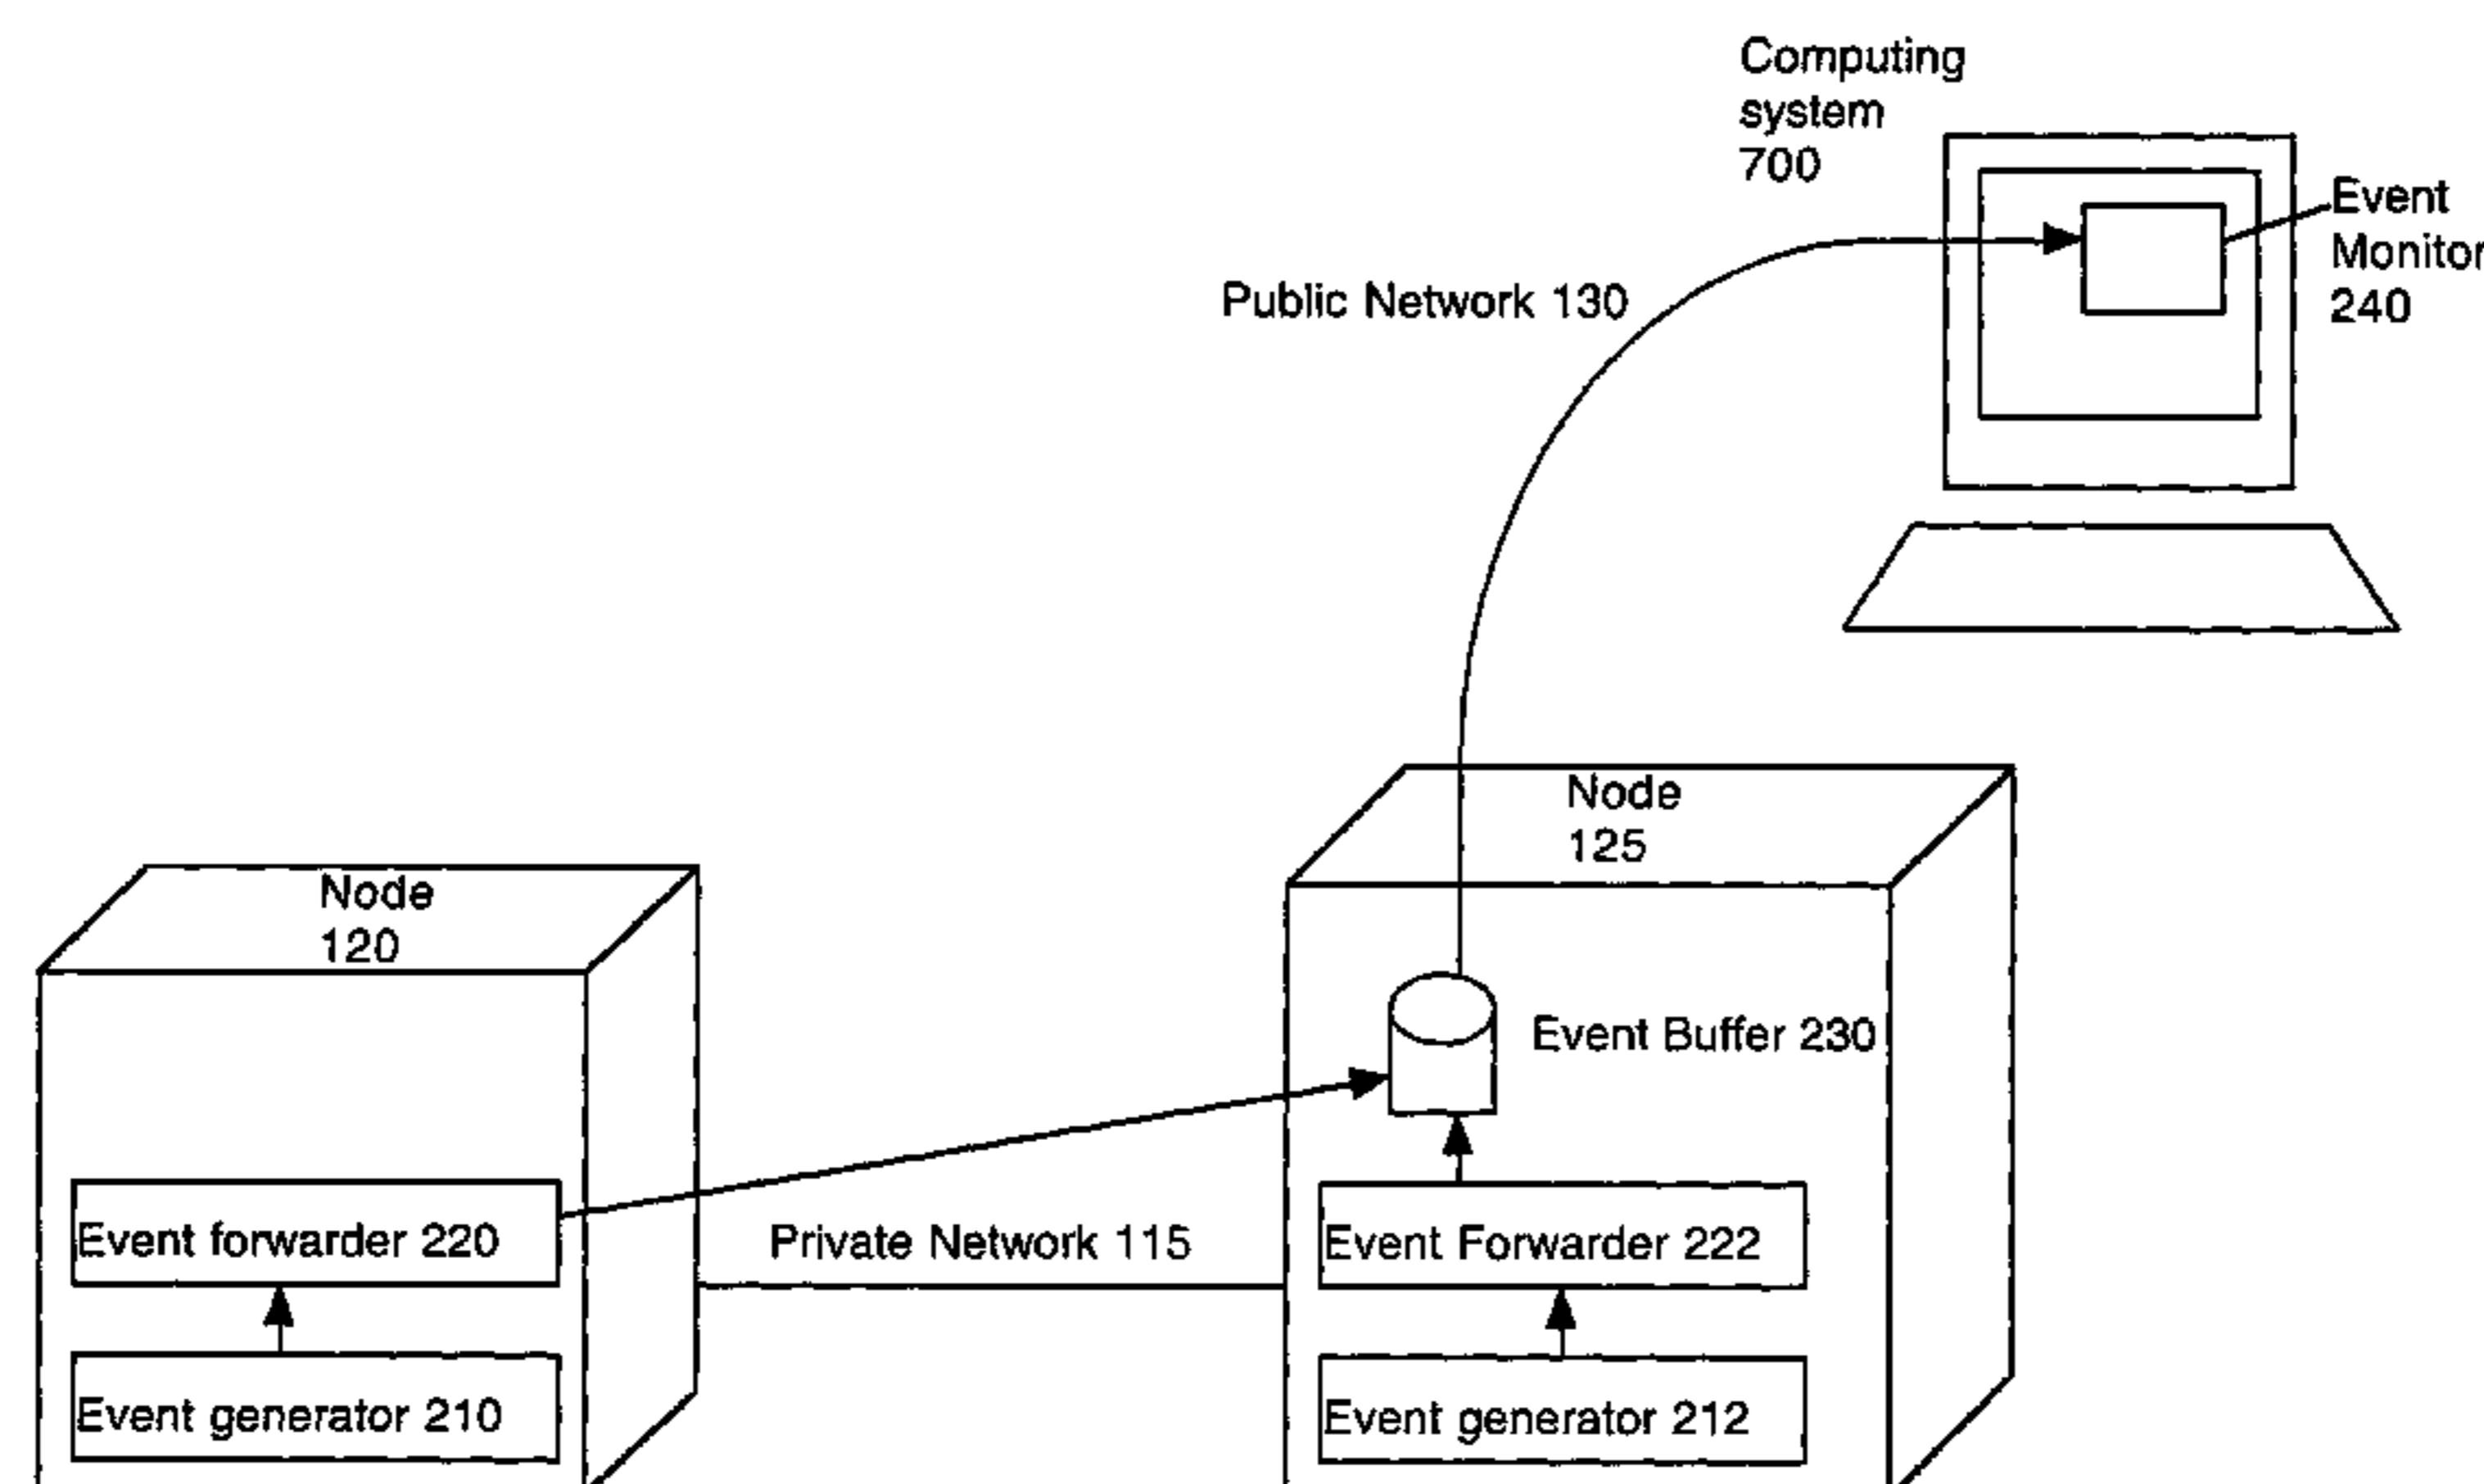 Computing
system
700
Event
Monitor
240
Public Network 130
Node
125
Node
120
Event Buffer 230
Event forwarder 220
Private Network 115
Event Forwarder 222
Event generator 210
Event generator 212